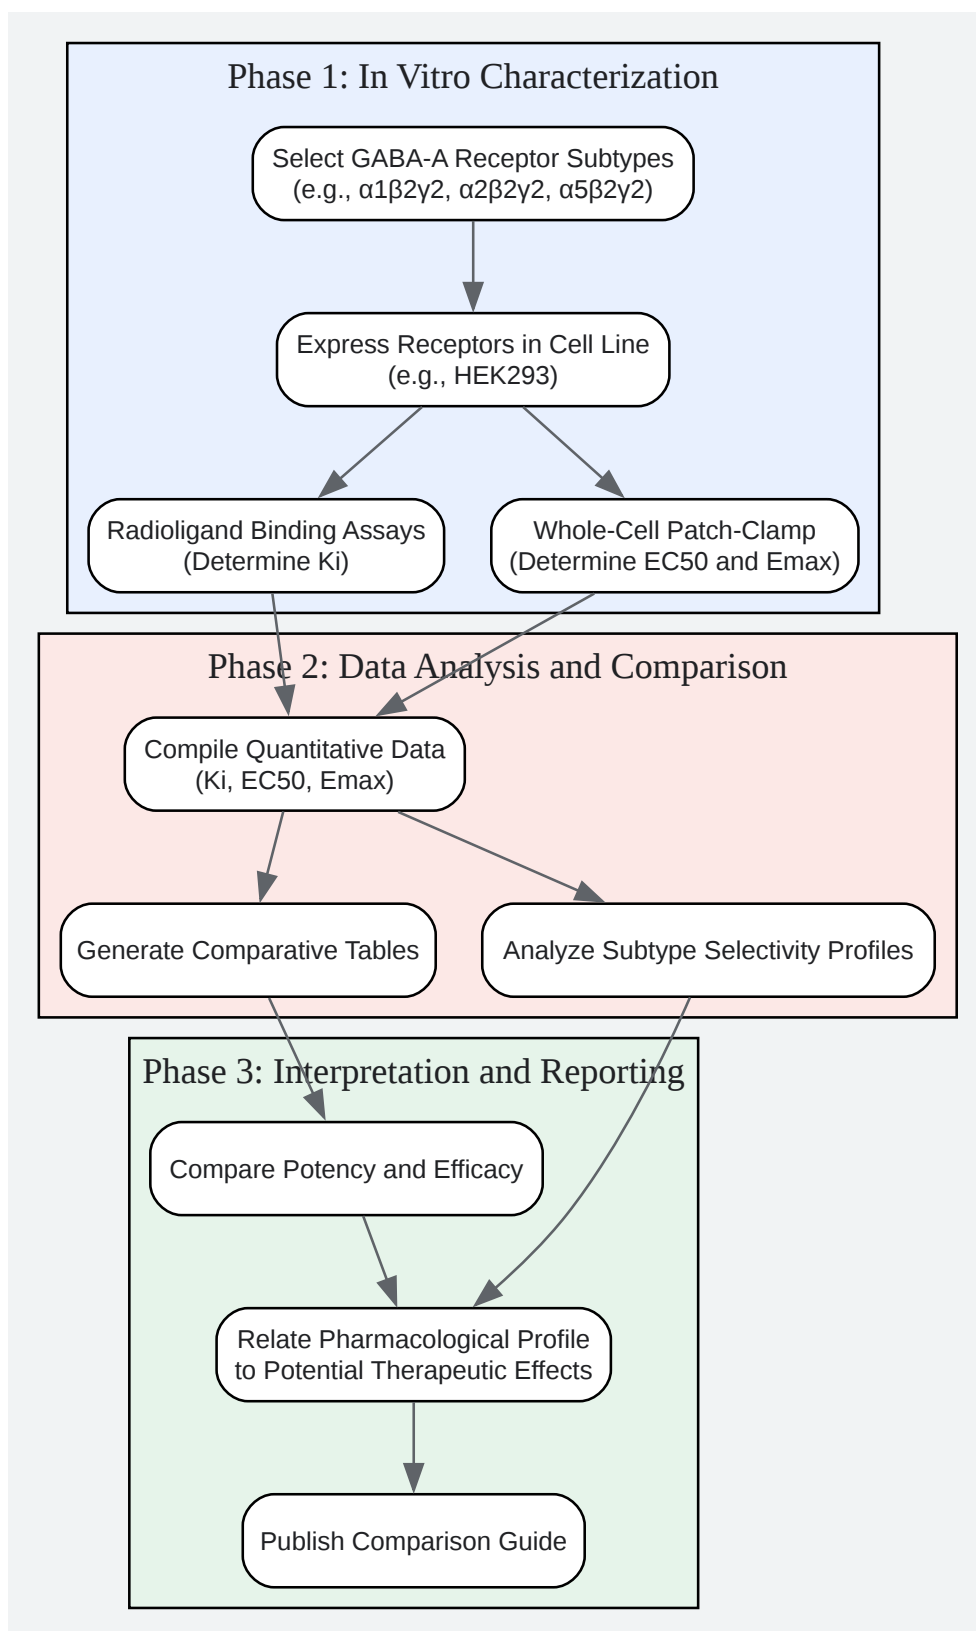 Phase 1: In Vitro Characterization
Select GABA-A Receptor Subtypes
(e.g., α1β2γ2, α2β2γ2, α5β2γ2)
Express Receptors in Cell Line
(e.g., HEK293)
Radioligand Binding Assays
(Determine Ki)
Whole-Cell Patch-Clamp
(Determine EC50 and Emax)
Phase 2: Data Analysis and Comparison
Compile Quantitative Data
(Ki, EC50, Emax)
Generate Comparative Tables
Analyze Subtype Selectivity Profiles
Phase 3: Interpretation and Reporting
Compare Potency and Efficacy
Relate Pharmacological Profile
to Potential Therapeutic Effects
Publish Comparison Guide